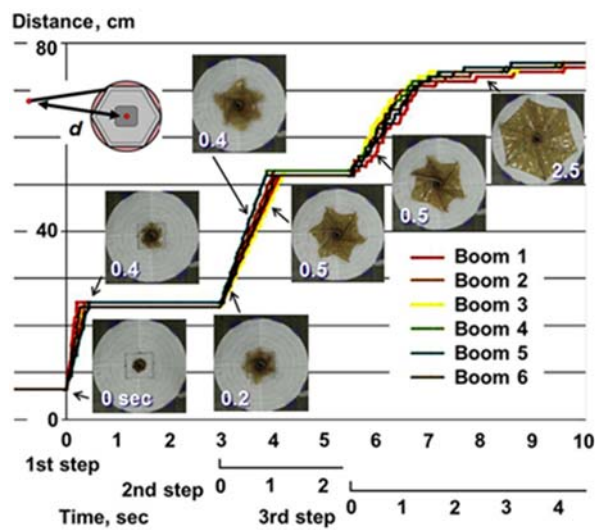 Distance, cm
80
d
0.4
2.5
0.5
0.4
0.5
40
Boom 1
Boom 2
Boom 3
Boom 4
Boom 5
Boom 6
0 sec
0.2
0
0 1 2 3 4 5 6 7 8 9 10
1st step
2nd step 0 1 2
3rd step 0 1 2 3 4
Time, sec